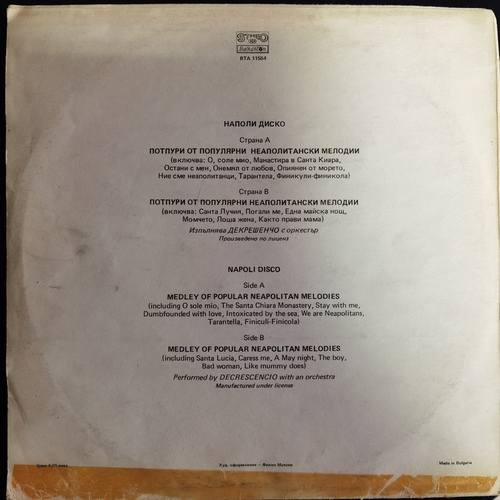 STEREO
Балкантон
ВТА 11584
НАПОЛИ ДИСКО
Страна А
ПОТПУРИ ОТ ПОПУЛЯРНИ НЕАПОЛИТАНСКИ МЕЛОДИИ
(включва: О, соле мио, Манастира в Санта Киара,
Остани с мен, Онемял от любов, Опиянен от морето,
Ние сме неаполитанци, Тарантела, Финикули-финикола)
Страна В
ПОТПУРИ ОТ ПОПУЛЯРНИ НЕАПОЛИТАНСКИ МЕЛОДИИ
(включва: Санта Лучия, Погали ме, Една майска нощ,
Момчето, Лоша жена, Както прави мама)
Изпълнява ДЕКРЕШЕНЧО с оркестър
Произведено по лиценз
NAPOLI DISCO
Side A
MEDLEY OF POPULAR NEAPOLITAN MELODIES
(including O sole mio, The Santa Chiara Monastery, Stay with me,
Dumbfounded with love, Intoxicated by the sea, We are Neapolitans,
Tarantella, Finiculi-Finicola)
Side B
MEDLEY OF POPULAR NEAPOLITAN MELODIES
(including Santa Lucia, Caress me, A May night, The boy,
Bad woman, Like mummy does)
Performed by DECRESCENCIO with an orchestra
Manufactured under license
Худ. оформление –
Made in Bulgaria